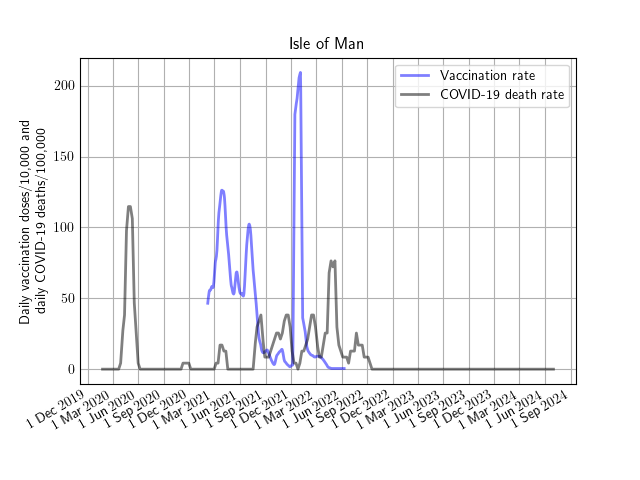 Isle of Man
Vaccination rate
COVID-19 death rate
Daily vaccination doses/10,000 and
daily COVID-19 deaths/100,000
200
150
100
50
0
1 Dec 2019
1 Mar 2020
1 Jun 2020
1 Sep 2020
1 Dec 2020
1 Mar 2021
1 Jun 2021
1 Sep 2021
1 Dec 2021
1 Mar 2022
1 Jun 2022
1 Sep 2022
1 Dec 2022
1 Mar 2023
1 Jun 2023
1 Sep 2023
1 Dec 2023
1 Mar 2024
1 Jun 2024
1 Sep 2024